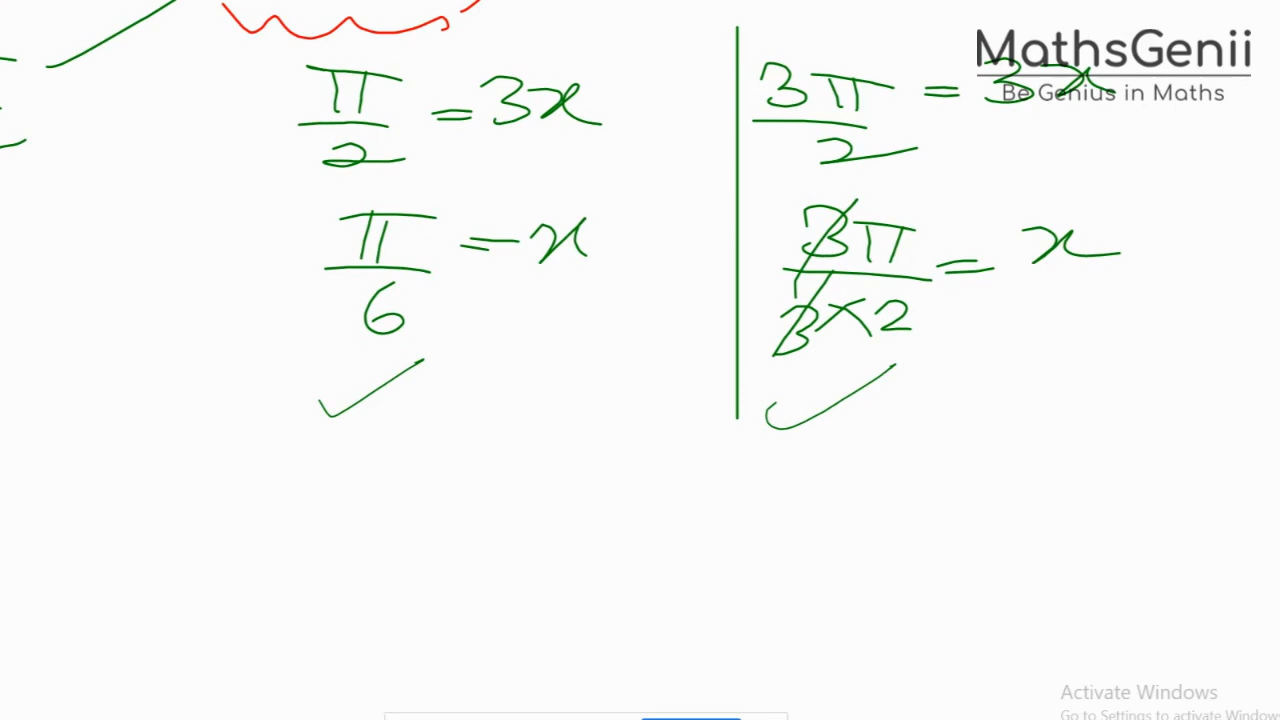 MathsGenii
Be Genius in Maths
π/2 = 3x
π/6 = x
3π/2 = 3x
3π/3×2 = x
Activate Windows
Go to Settings to activate Window